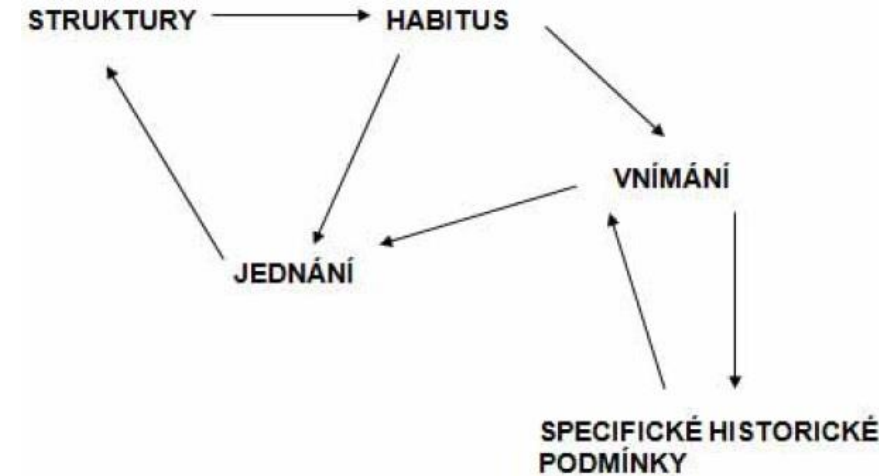 STRUKTURY
HABITUS
VNÍMÁNÍ
JEDNÁNÍ
SPECIFICKÉ HISTORICKÉ
PODMÍNKY